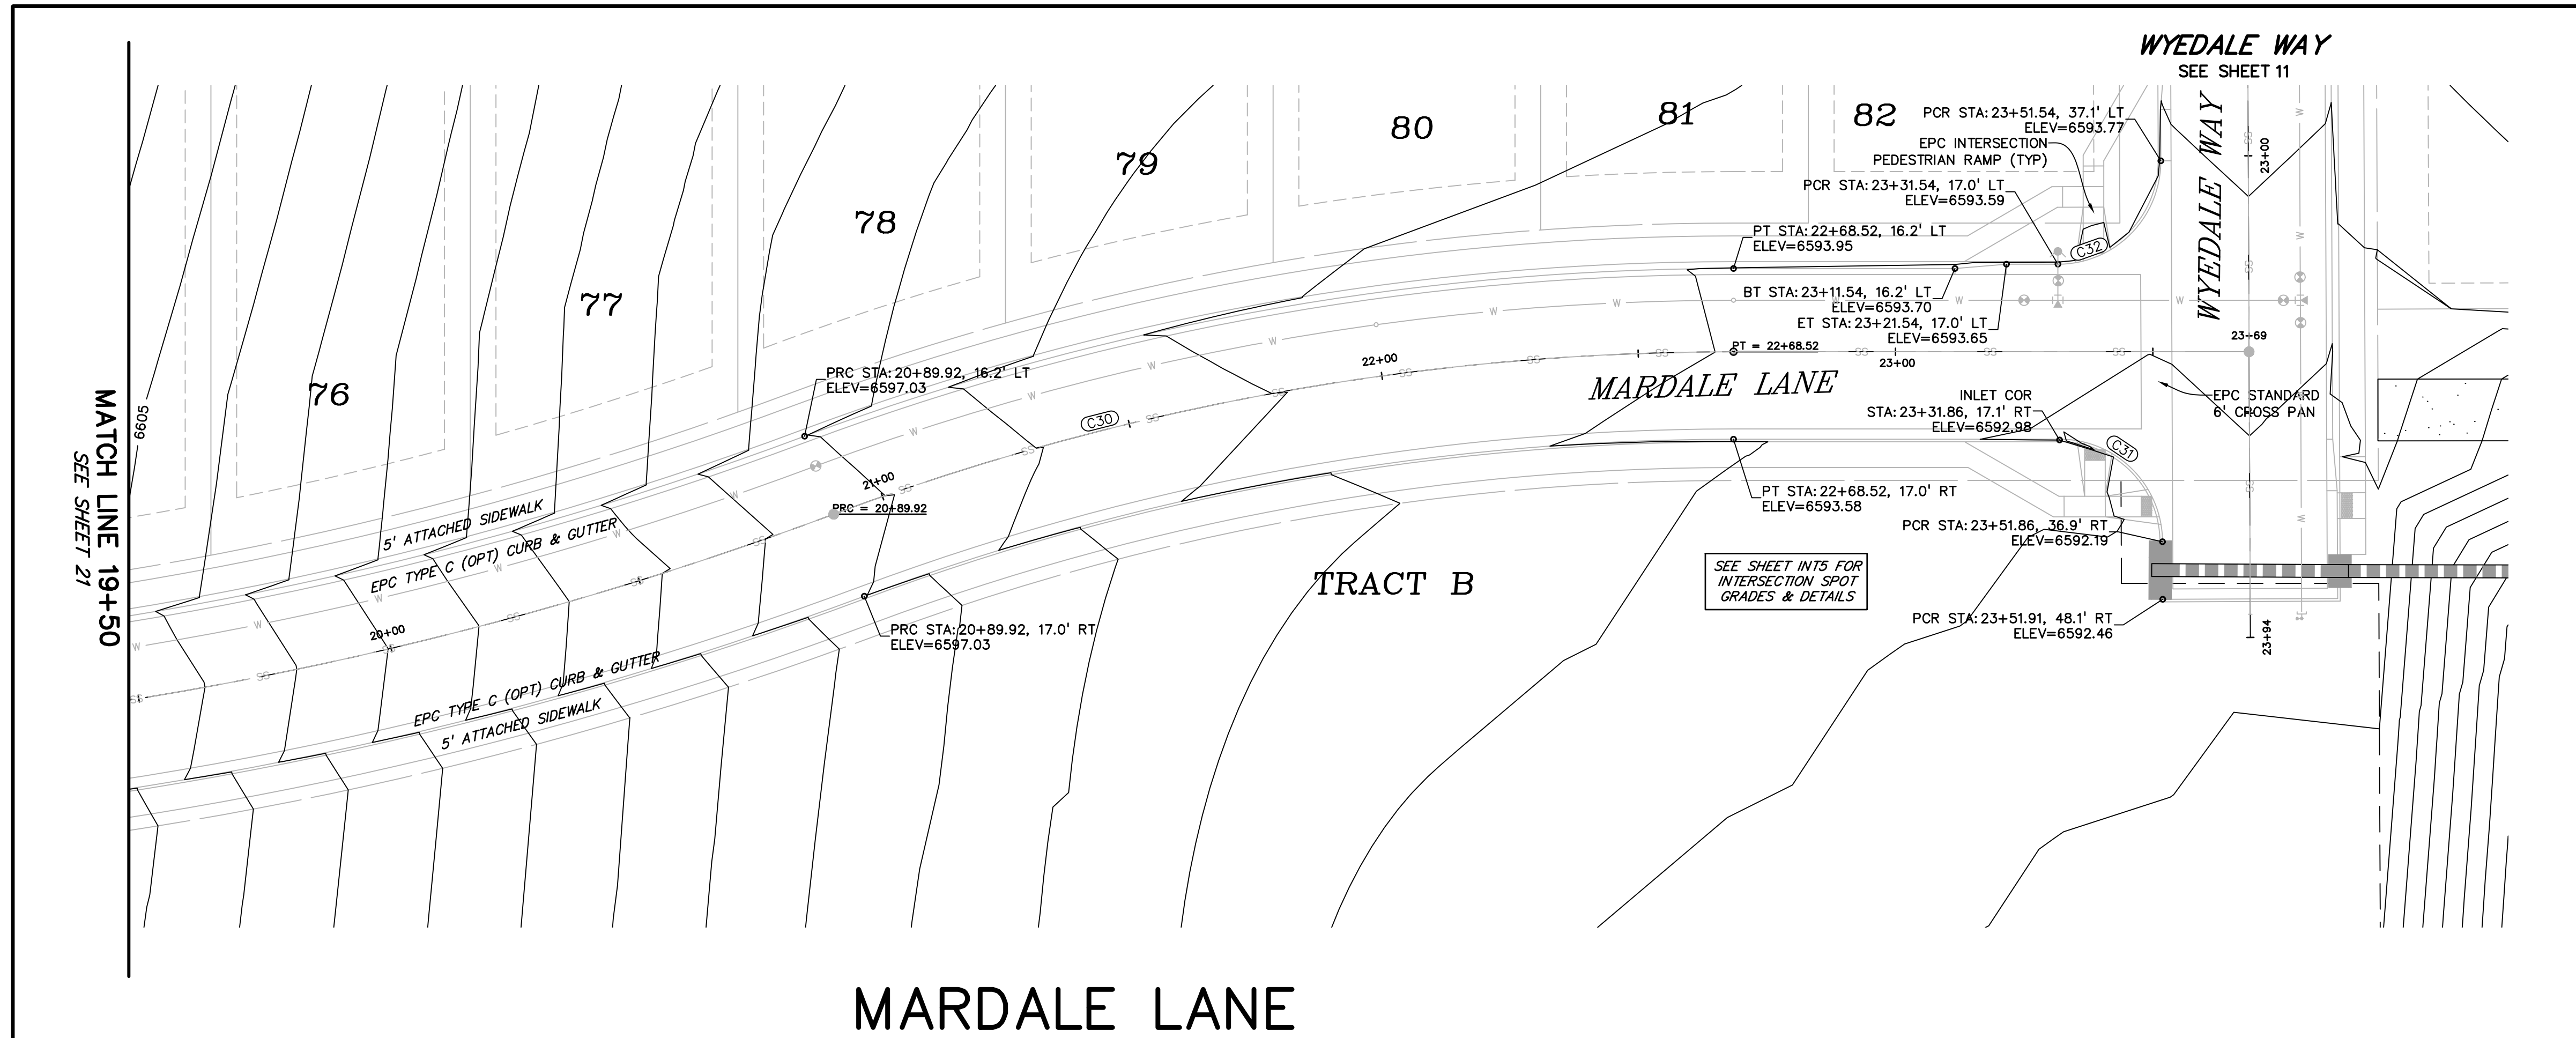 WYEDALE WAY
SEE SHEET 11
WYEDALE WAY
23+00
76
77
78
79
80
81
82
PCR STA: 23+51.54, 37.1' LT
ELEV=6593.77
EPC INTERSECTION
PEDESTRIAN RAMP (TYP)
PCR STA: 23+31.54, 17.0' LT
ELEV=6593.59
C32
PT STA: 22+68.52, 16.2' LT
ELEV=6593.95
BT STA: 23+11.54, 16.2' LT
ELEV=6593.70
ET STA: 23+21.54, 17.0' LT
ELEV=6593.65
PT = 22+68.52
22+00
23+00
23+69
MARDALE LANE
INLET COR
STA: 23+31.86, 17.1' RT
ELEV=6592.98
EPC STANDARD
6' CROSS PAN
C31
C30
PRC STA: 20+89.92, 16.2' LT
ELEV=6597.03
21+00
PRC = 20+89.92
6605
MATCH LINE 19+50
SEE SHEET 21
5' ATTACHED SIDEWALK
EPC TYPE C (OPT) CURB & GUTTER
20+00
EPC TYPE C (OPT) CURB & GUTTER
5' ATTACHED SIDEWALK
PRC STA: 20+89.92, 17.0' RT
ELEV=6597.03
TRACT B
PT STA: 22+68.52, 17.0' RT
ELEV=6593.58
PCR STA: 23+51.86, 36.9' RT
ELEV=6592.19
SEE SHEET INT5 FOR
INTERSECTION SPOT
GRADES & DETAILS
PCR STA: 23+51.91, 48.1' RT
ELEV=6592.46
23+94
MARDALE LANE